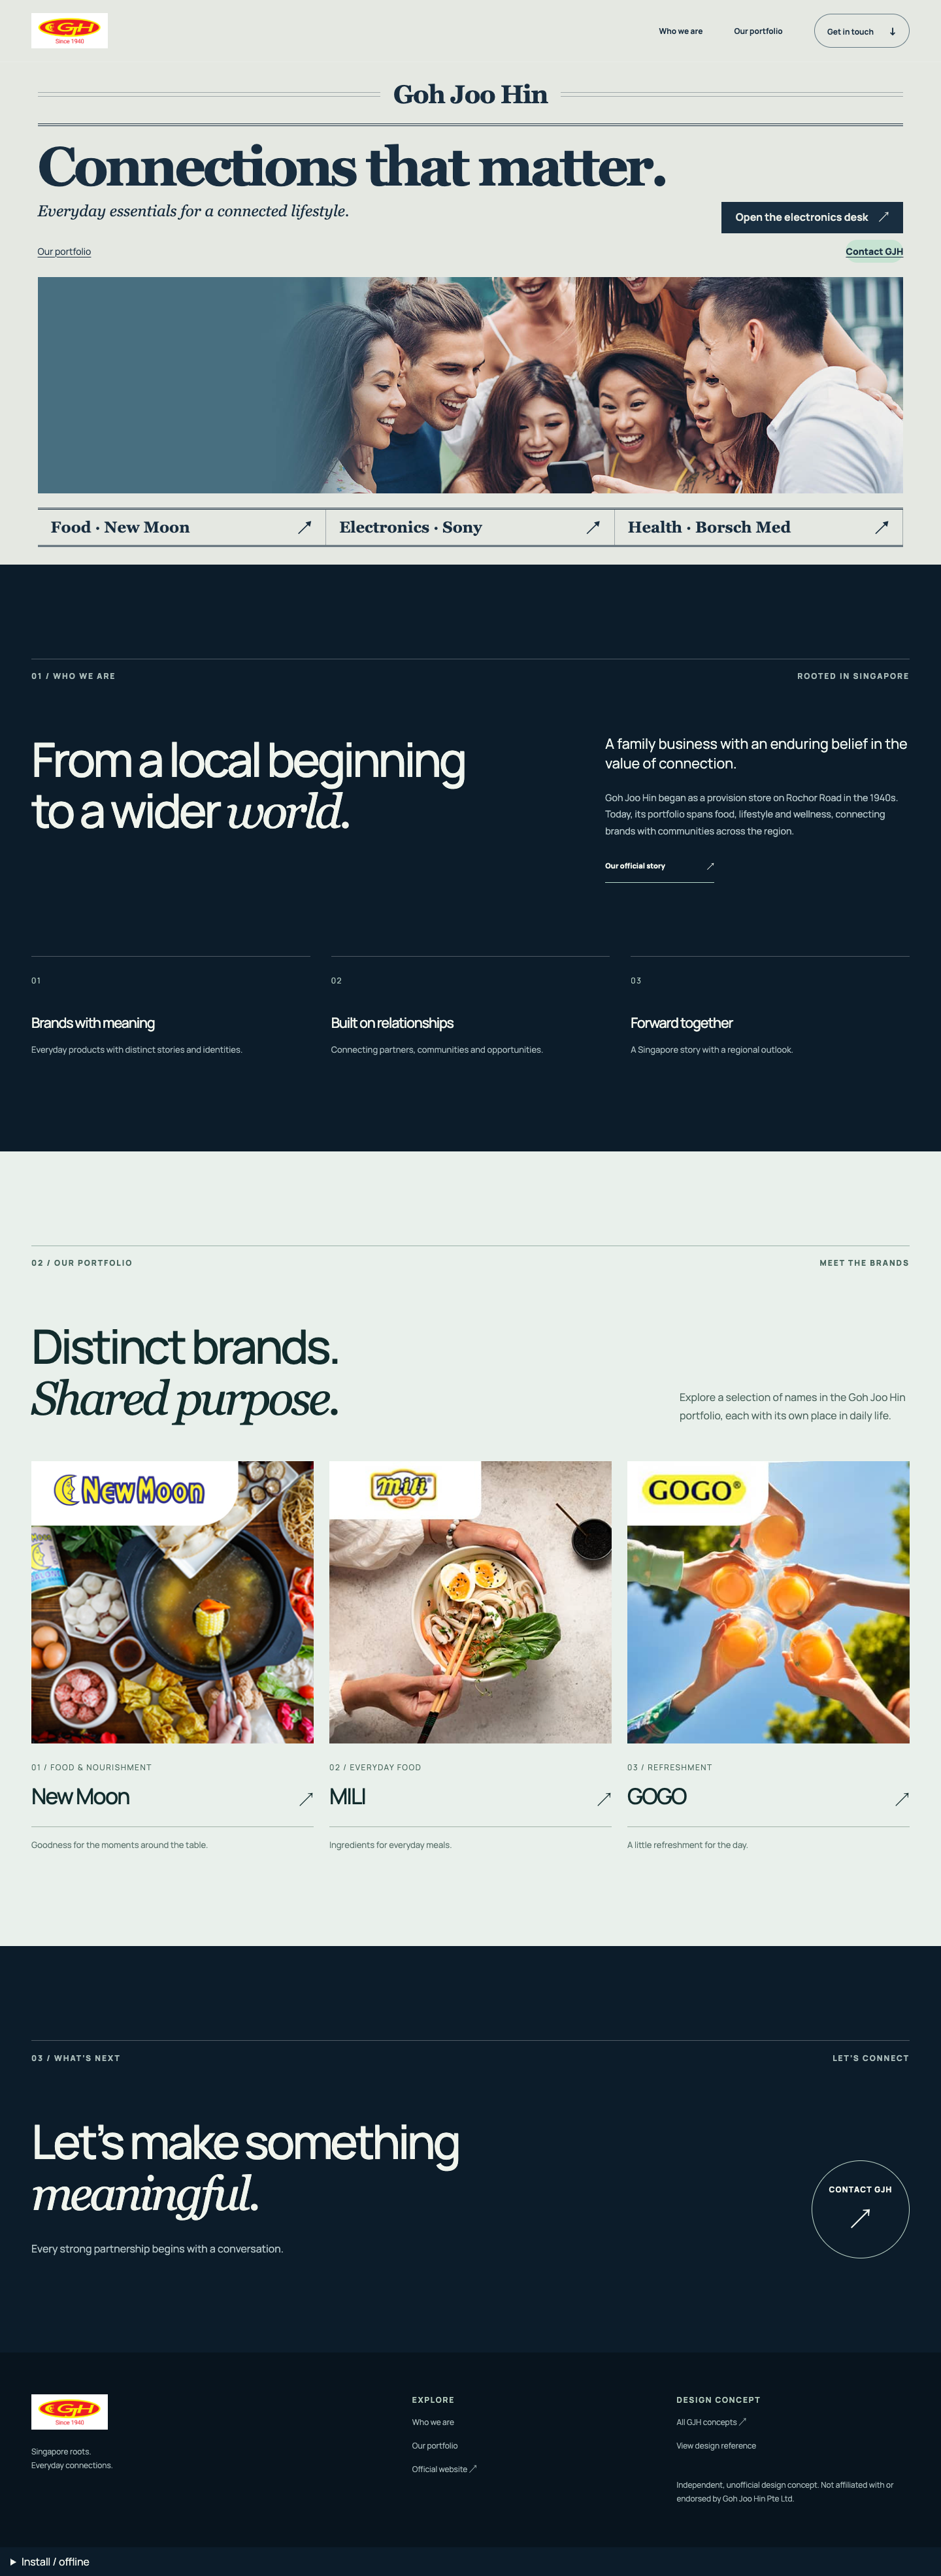 GJH
Since 1940
Who we are
Our portfolio
Get in touch ↓
Goh Joo Hin
Connections that matter.
Everyday essentials for a connected lifestyle.
Open the electronics desk ↗
Our portfolio
Contact GJH
Food · New Moon ↗
Electronics · Sony ↗
Health · Borsch Med ↗
01 / WHO WE ARE
ROOTED IN SINGAPORE
From a local beginning
to a wider world.
A family business with an enduring belief in the
value of connection.
Goh Joo Hin began as a provision store on Rochor Road in the 1940s.
Today, its portfolio spans food, lifestyle and wellness, connecting
brands with communities across the region.
Our official story ↗
01
Brands with meaning
Everyday products with distinct stories and identities.
02
Built on relationships
Connecting partners, communities and opportunities.
03
Forward together
A Singapore story with a regional outlook.
02 / OUR PORTFOLIO
MEET THE BRANDS
Distinct brands.
Shared purpose.
Explore a selection of names in the Goh Joo Hin
portfolio, each with its own place in daily life.
New Moon
01 / FOOD & NOURISHMENT
New Moon ↗
Goodness for the moments around the table.
mili
02 / EVERYDAY FOOD
MILI ↗
Ingredients for everyday meals.
GOGO®
03 / REFRESHMENT
GOGO ↗
A little refreshment for the day.
03 / WHAT'S NEXT
LET'S CONNECT
Let's make something
meaningful.
Every strong partnership begins with a conversation.
CONTACT GJH
↗
GJH
Since 1940
Singapore roots.
Everyday connections.
EXPLORE
Who we are
Our portfolio
Official website ↗
DESIGN CONCEPT
All GJH concepts ↗
View design reference
Independent, unofficial design concept. Not affiliated with or
endorsed by Goh Joo Hin Pte Ltd.
▶ Install / offline